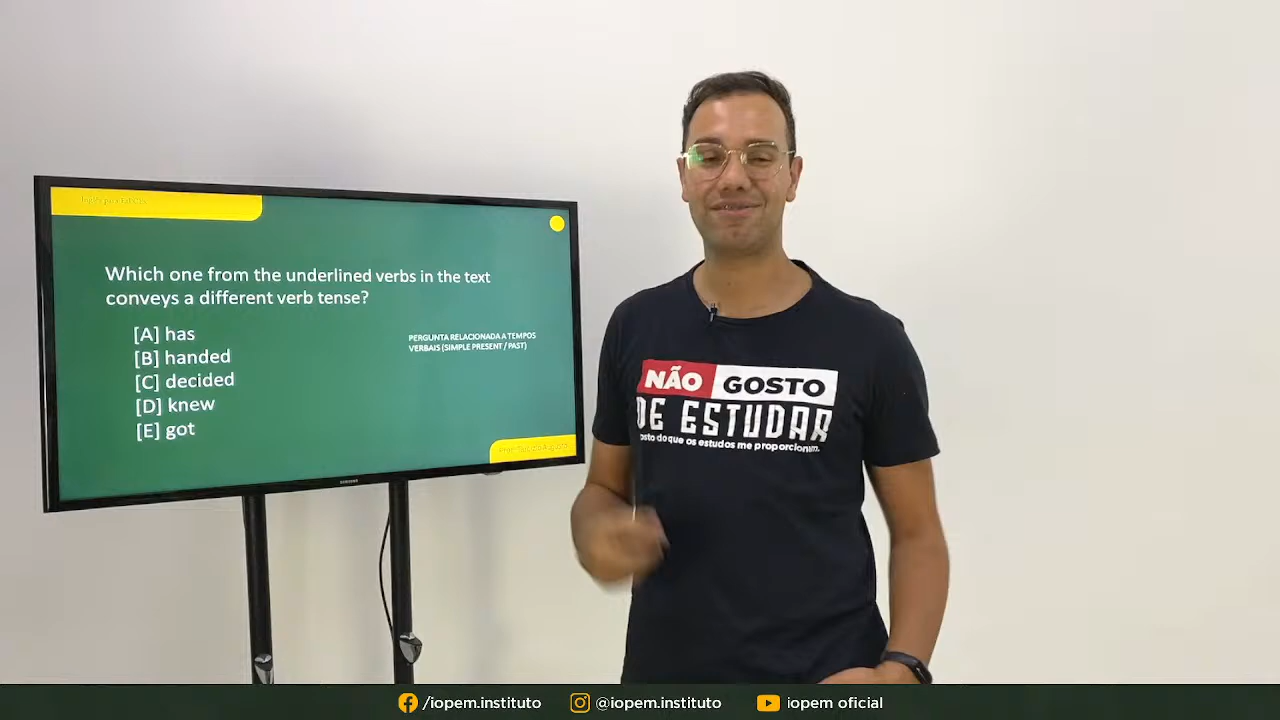 Which one from the underlined verbs in the text
conveys a different verb tense?
[A] has
[B] handed
[C] decided
[D] knew
[E] got
PERGUNTA RELACIONADA A TEMPOS
VERBAIS (SIMPLE PRESENT / PAST)
SAMSUNG
NÃO GOSTO
DE ESTUDAR
osto do que os estudos me proporcionam.
/iopem.instituto
@iopem.instituto
iopem oficial